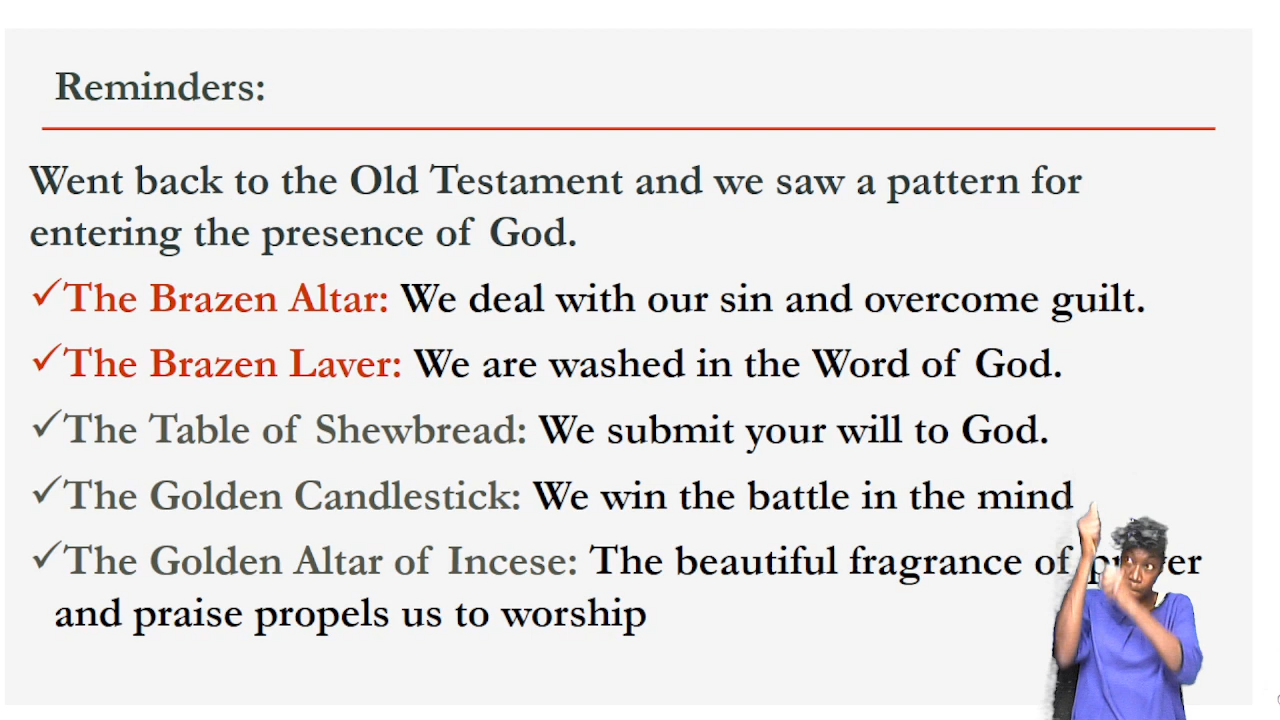 Reminders:
Went back to the Old Testament and we saw a pattern for
entering the presence of God.
✓The Brazen Altar: We deal with our sin and overcome guilt.
✓The Brazen Laver: We are washed in the Word of God.
✓The Table of Shewbread: We submit your will to God.
✓The Golden Candlestick: We win the battle in the mind
✓The Golden Altar of Incese: The beautiful fragrance of
and praise propels us to worship